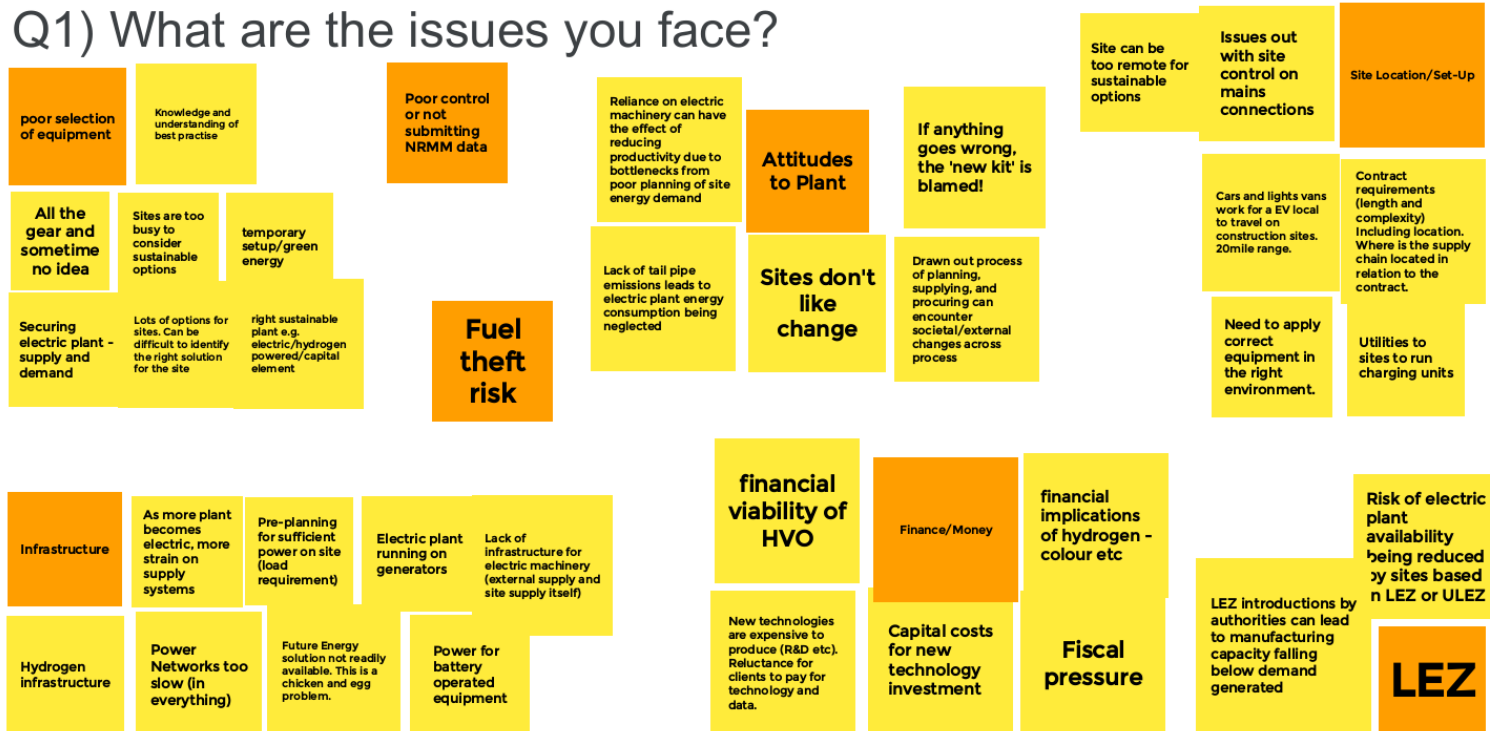 Q1) What are the issues you face?
poor selection
of equipment
Knowledge and
understanding of
best practise
All the
gear and
sometime
no idea
Sites are too
busy to
consider
sustainable
options
temporary
setup/green
energy
Securing
electric plant -
supply and
demand
Lots of options for
sites. Can be
difficult to identify
the right solution
for the site
right sustainable
plant e.g.
electric/hydrogen
powered/capital
element
Poor control
or not
submitting
NRMM data
Fuel
theft
risk
Reliance on electric
machinery can have
the effect of
reducing
productivity due to
bottlenecks from
poor planning of site
energy demand
Attitudes
to Plant
If anything
goes wrong,
the 'new kit' is
blamed!
Lack of tail pipe
emissions leads to
electric plant energy
consumption being
neglected
Sites don't
like
change
Drawn out process
of planning,
supplying, and
procuring can
encounter
societal/external
changes across
process
Site can be
too remote for
sustainable
options
Issues out
with site
control on
mains
connections
Site Location/Set-Up
Cars and lights vans
work for a EV local
to travel on
construction sites.
20mile range.
Contract
requirements
(length and
complexity)
Including location.
Where is the supply
chain located in
relation to the
contract.
Need to apply
correct
equipment in
the right
environment.
Utilities to
sites to run
charging units
Infrastructure
As more plant
becomes
electric, more
strain on
supply
systems
Pre-planning
for sufficient
power on site
(load
requirement)
Electric plant
running on
generators
Lack of
infrastructure for
electric machinery
(external supply and
site supply itself)
Hydrogen
infrastructure
Power
Networks too
slow (in
everything)
Future Energy
solution not readily
available. This is a
chicken and egg
problem.
Power for
battery
operated
equipment
financial
viability of
HVO
Finance/Money
financial
implications
of hydrogen -
colour etc
New technologies
are expensive to
produce (R&D etc).
Reluctance for
clients to pay for
technology and
data.
Capital costs
for new
technology
investment
Fiscal
pressure
Risk of electric
plant
availability
being reduced
by sites based
n LEZ or ULEZ
LEZ introductions by
authorities can lead
to manufacturing
capacity falling
below demand
generated
LEZ